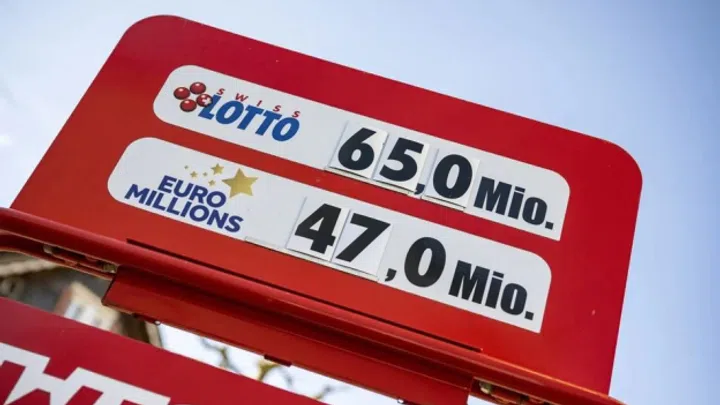 SWISS
LOTTO 65,0 Mio.
EURO
MILLIONS 47,0 Mio.